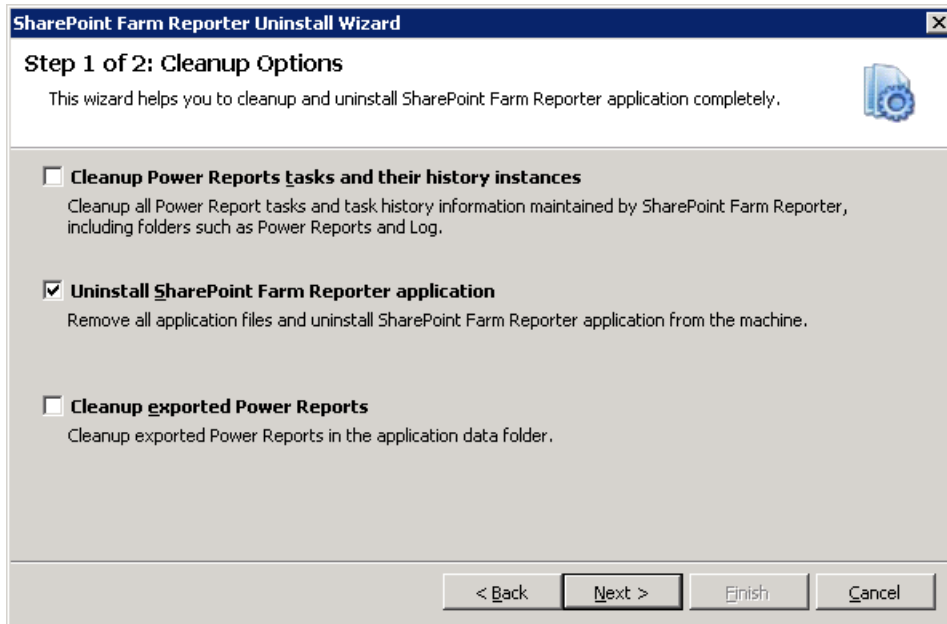 SharePoint Farm Reporter Uninstall Wizard
Step 1 of 2: Cleanup Options
This wizard helps you to cleanup and uninstall SharePoint Farm Reporter application completely.
Cleanup Power Reports tasks and their history instances
Cleanup all Power Report tasks and task history information maintained by SharePoint Farm Reporter,
including folders such as Power Reports and Log.
Uninstall SharePoint Farm Reporter application
Remove all application files and uninstall SharePoint Farm Reporter application from the machine.
Cleanup exported Power Reports
Cleanup exported Power Reports in the application data folder.
< Back Next > Finish Cancel